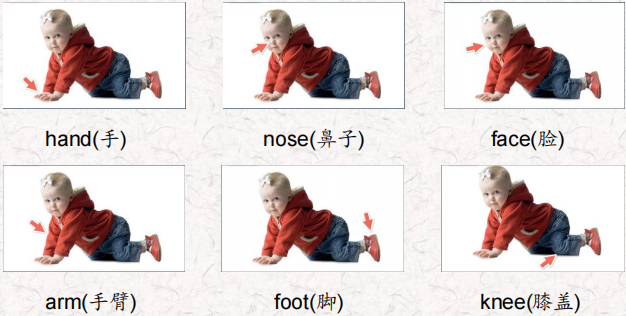 hand(手)
nose(鼻子)
face(脸)
arm(手臂)
foot(脚)
knee(膝盖)